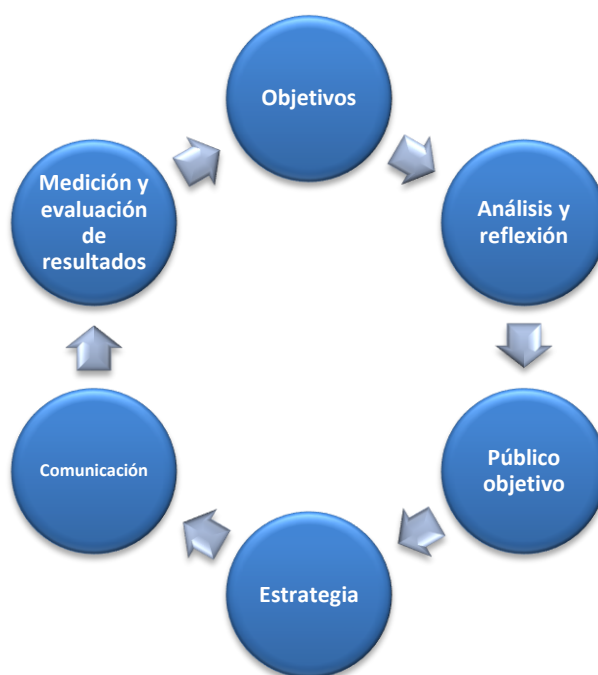 Objetivos
Análisis y
reflexión
Público
objetivo
Estrategia
Comunicación
Medición y
evaluación
de
resultados